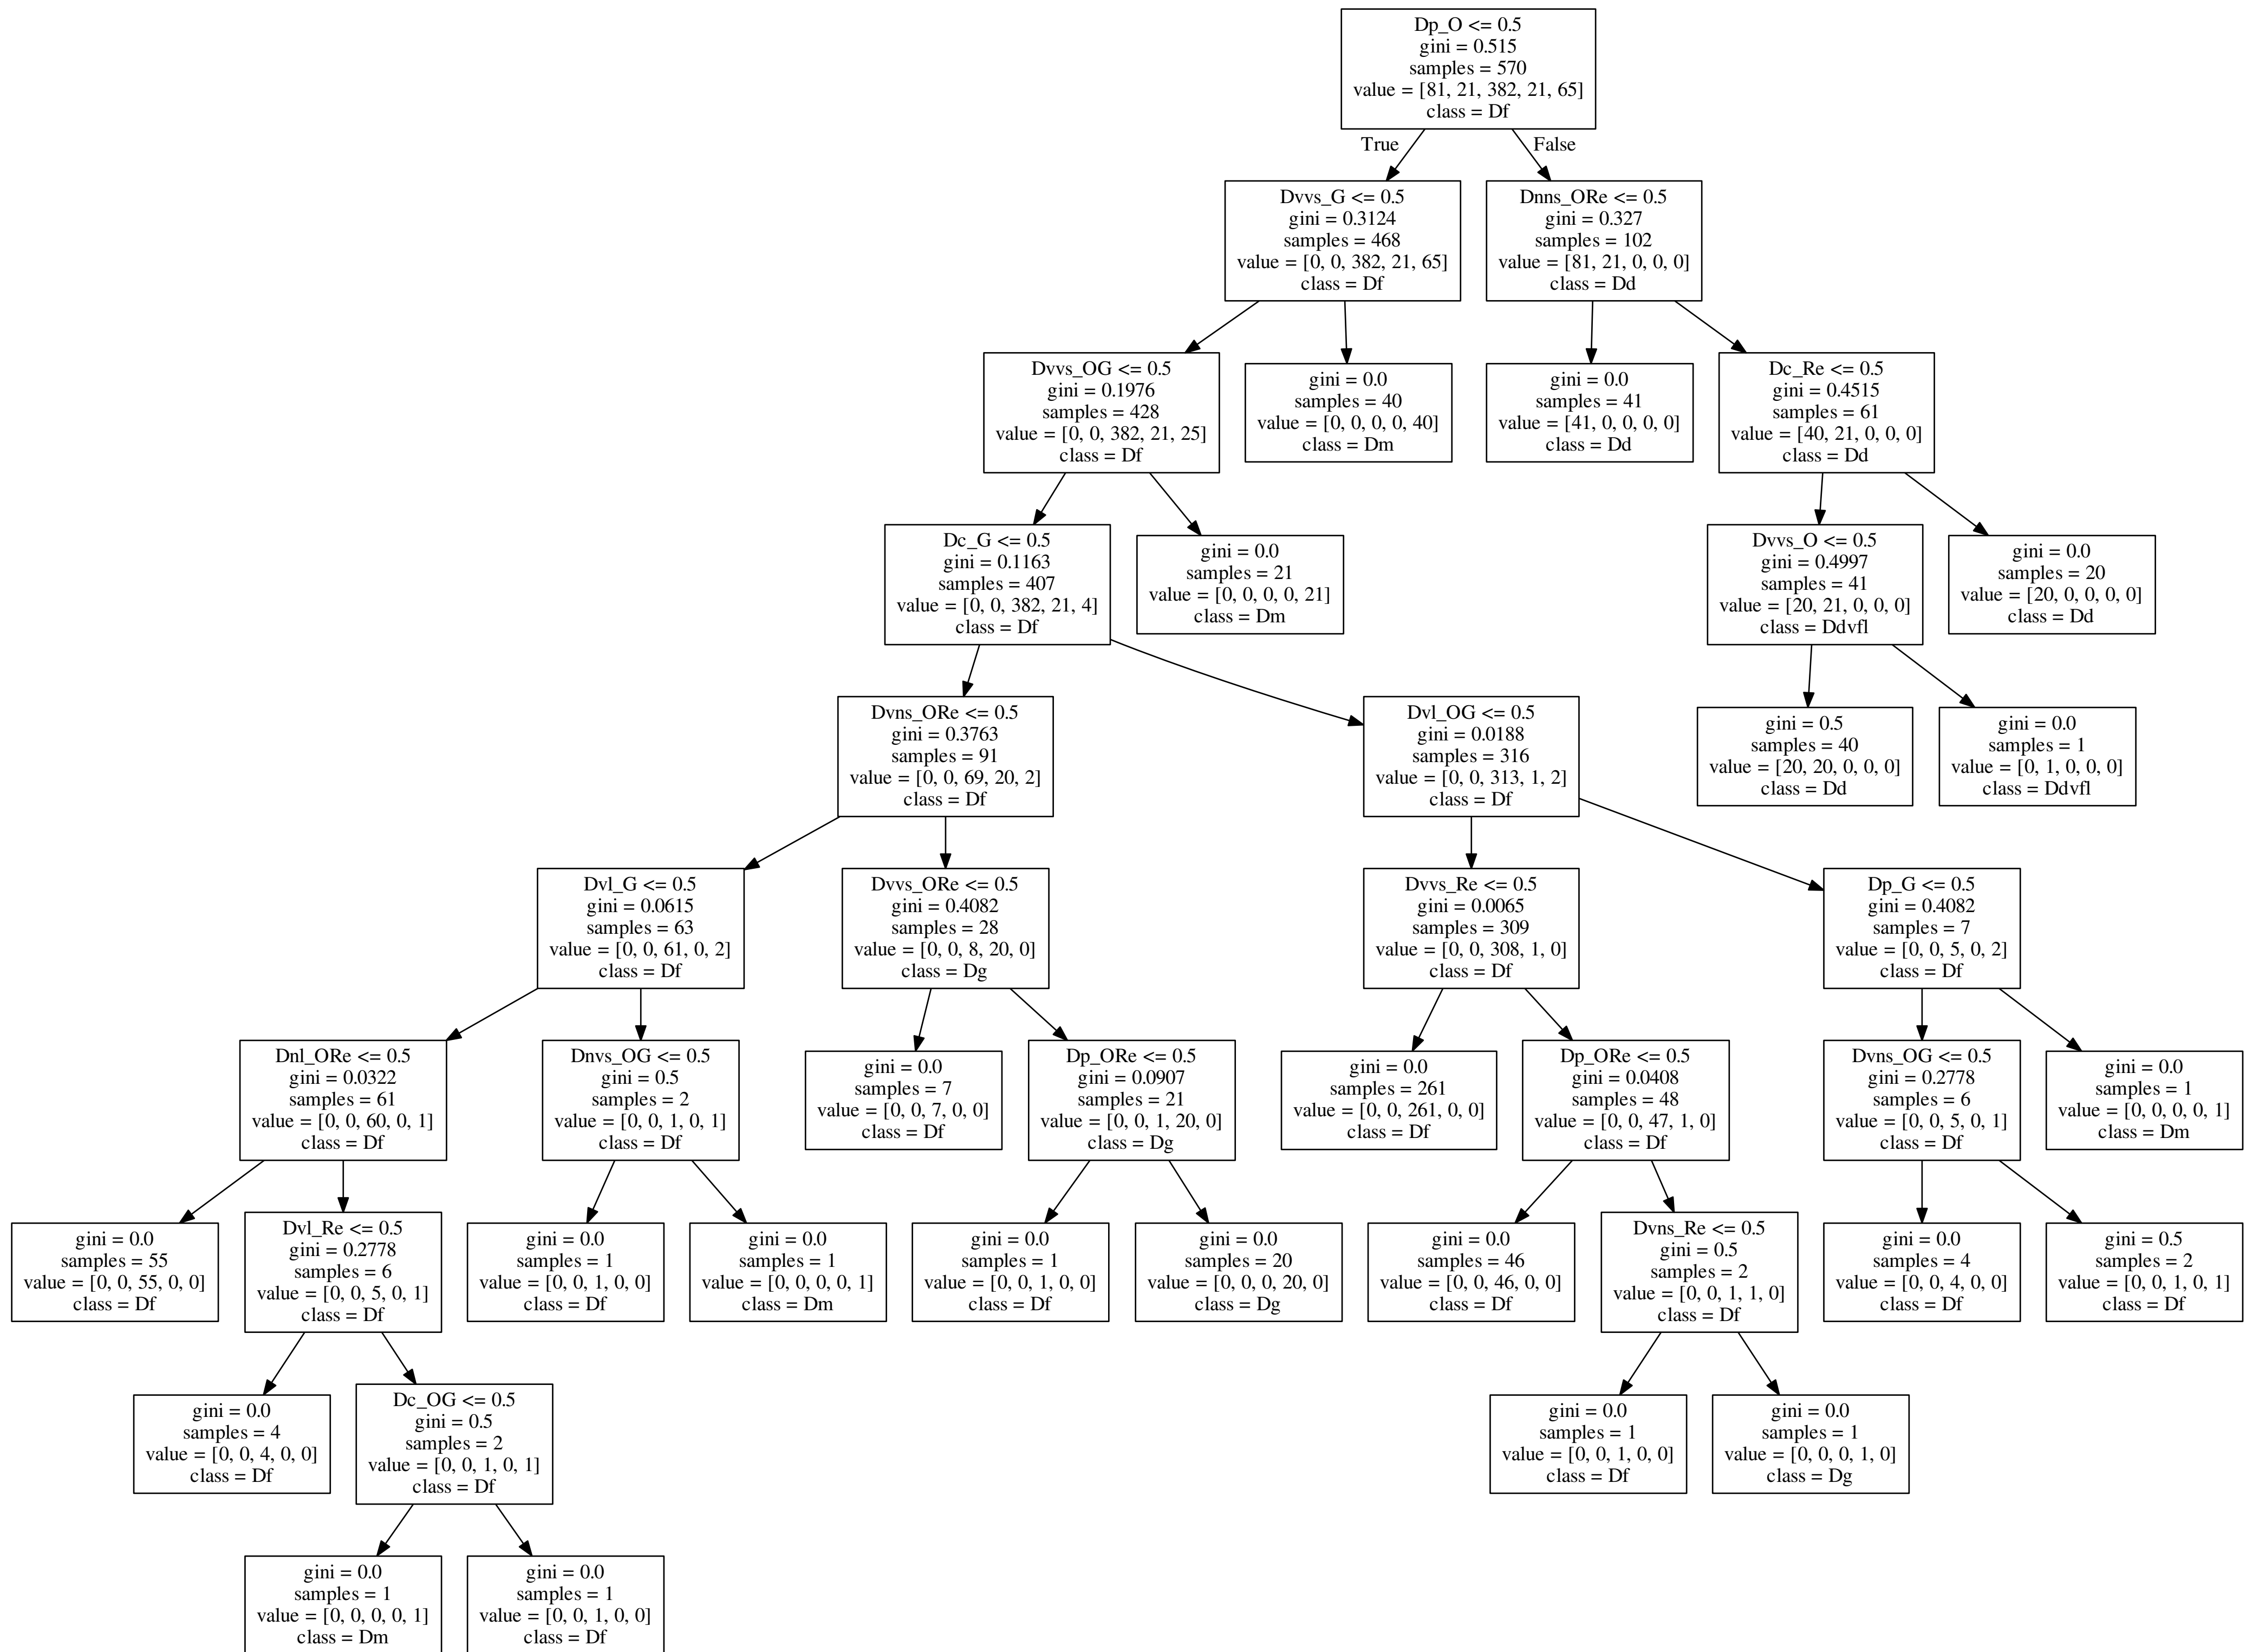 Dp_O <= 0.5
gini = 0.515
samples = 570
value = [81, 21, 382, 21, 65]
class = Df
True
False
Dvvs_G <= 0.5
gini = 0.3124
samples = 468
value = [0, 0, 382, 21, 65]
class = Df
Dnns_ORe <= 0.5
gini = 0.327
samples = 102
value = [81, 21, 0, 0, 0]
class = Dd
Dvvs_OG <= 0.5
gini = 0.1976
samples = 428
value = [0, 0, 382, 21, 25]
class = Df
gini = 0.0
samples = 40
value = [0, 0, 0, 0, 40]
class = Dm
gini = 0.0
samples = 41
value = [41, 0, 0, 0, 0]
class = Dd
Dc_Re <= 0.5
gini = 0.4515
samples = 61
value = [40, 21, 0, 0, 0]
class = Dd
Dc_G <= 0.5
gini = 0.1163
samples = 407
value = [0, 0, 382, 21, 4]
class = Df
gini = 0.0
samples = 21
value = [0, 0, 0, 0, 21]
class = Dm
Dvvs_O <= 0.5
gini = 0.4997
samples = 41
value = [20, 21, 0, 0, 0]
class = Ddvfl
gini = 0.0
samples = 20
value = [20, 0, 0, 0, 0]
class = Dd
Dvns_ORe <= 0.5
gini = 0.3763
samples = 91
value = [0, 0, 69, 20, 2]
class = Df
Dvl_OG <= 0.5
gini = 0.0188
samples = 316
value = [0, 0, 313, 1, 2]
class = Df
gini = 0.5
samples = 40
value = [20, 20, 0, 0, 0]
class = Dd
gini = 0.0
samples = 1
value = [0, 1, 0, 0, 0]
class = Ddvfl
Dvl_G <= 0.5
gini = 0.0615
samples = 63
value = [0, 0, 61, 0, 2]
class = Df
Dvvs_ORe <= 0.5
gini = 0.4082
samples = 28
value = [0, 0, 8, 20, 0]
class = Dg
Dvvs_Re <= 0.5
gini = 0.0065
samples = 309
value = [0, 0, 308, 1, 0]
class = Df
Dp_G <= 0.5
gini = 0.4082
samples = 7
value = [0, 0, 5, 0, 2]
class = Df
Dnl_ORe <= 0.5
gini = 0.0322
samples = 61
value = [0, 0, 60, 0, 1]
class = Df
Dnvs_OG <= 0.5
gini = 0.5
samples = 2
value = [0, 0, 1, 0, 1]
class = Df
gini = 0.0
samples = 7
value = [0, 0, 7, 0, 0]
class = Df
Dp_ORe <= 0.5
gini = 0.0907
samples = 21
value = [0, 0, 1, 20, 0]
class = Dg
gini = 0.0
samples = 261
value = [0, 0, 261, 0, 0]
class = Df
Dp_ORe <= 0.5
gini = 0.0408
samples = 48
value = [0, 0, 47, 1, 0]
class = Df
Dvns_OG <= 0.5
gini = 0.2778
samples = 6
value = [0, 0, 5, 0, 1]
class = Df
gini = 0.0
samples = 1
value = [0, 0, 0, 0, 1]
class = Dm
gini = 0.0
samples = 55
value = [0, 0, 55, 0, 0]
class = Df
Dvl_Re <= 0.5
gini = 0.2778
samples = 6
value = [0, 0, 5, 0, 1]
class = Df
gini = 0.0
samples = 1
value = [0, 0, 1, 0, 0]
class = Df
gini = 0.0
samples = 1
value = [0, 0, 0, 0, 1]
class = Dm
gini = 0.0
samples = 1
value = [0, 0, 1, 0, 0]
class = Df
gini = 0.0
samples = 20
value = [0, 0, 0, 20, 0]
class = Dg
gini = 0.0
samples = 46
value = [0, 0, 46, 0, 0]
class = Df
Dvns_Re <= 0.5
gini = 0.5
samples = 2
value = [0, 0, 1, 1, 0]
class = Df
gini = 0.0
samples = 4
value = [0, 0, 4, 0, 0]
class = Df
gini = 0.5
samples = 2
value = [0, 0, 1, 0, 1]
class = Df
gini = 0.0
samples = 4
value = [0, 0, 4, 0, 0]
class = Df
Dc_OG <= 0.5
gini = 0.5
samples = 2
value = [0, 0, 1, 0, 1]
class = Df
gini = 0.0
samples = 1
value = [0, 0, 1, 0, 0]
class = Df
gini = 0.0
samples = 1
value = [0, 0, 0, 1, 0]
class = Dg
gini = 0.0
samples = 1
value = [0, 0, 0, 0, 1]
class = Dm
gini = 0.0
samples = 1
value = [0, 0, 1, 0, 0]
class = Df